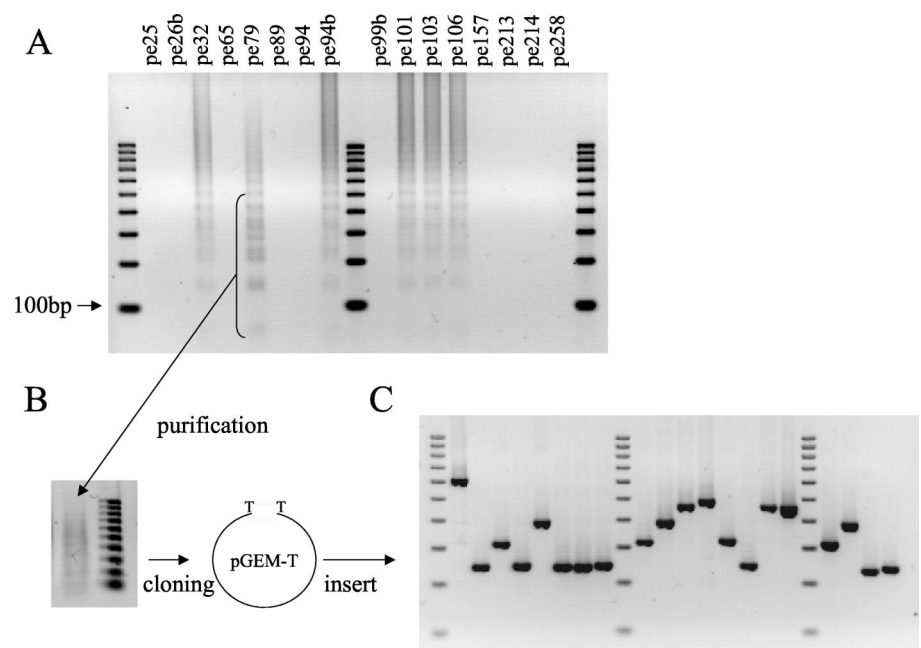 A
pe25
pe26b
pe32
pe65
pe79
pe89
pe94
pe94b
pe99b
pe101
pe103
pe106
pe157
pe213
pe214
pe258
100bp
B
purification
C
T T
pGEM-T
cloning
insert